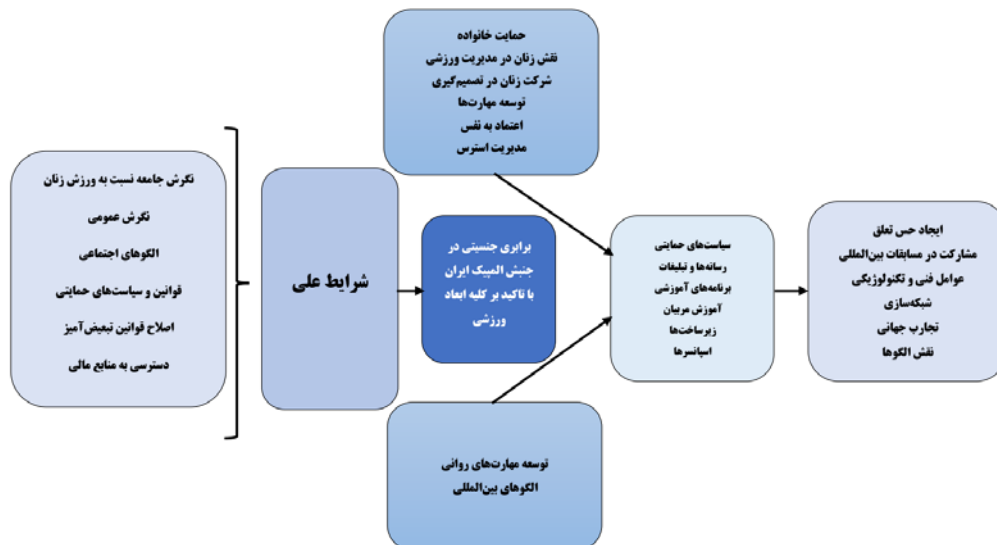 حمایت خانواده
نقش زنان در مدیریت ورزشی
شرکت زنان در تصمیم‌گیری
توسعه مهارت‌ها
اعتماد به نفس
مدیریت استرس
نگرش جامعه نسبت به ورزش زنان
نگرش عمومی
الگوهای اجتماعی
قوانین و سیاست‌های حمایتی
اصلاح قوانین تبعیض‌آمیز
دسترسی به منابع مالی
شرایط علی
برابری جنسیتی در
جنبش المپیک ایران
با تاکید بر کلیه ابعاد
ورزشی
سیاست‌های حمایتی
رسانه‌ها و تبلیغات
برنامه‌های آموزشی
آموزش مربیان
زیرساخت‌ها
اسپانسرها
ایجاد حس تعلق
مشارکت در مسابقات بین‌المللی
عوامل فنی و تکنولوژیکی
شبکه‌سازی
تجارب جهانی
نقش الگوها
توسعه مهارت‌های روانی
الگوهای بین‌المللی